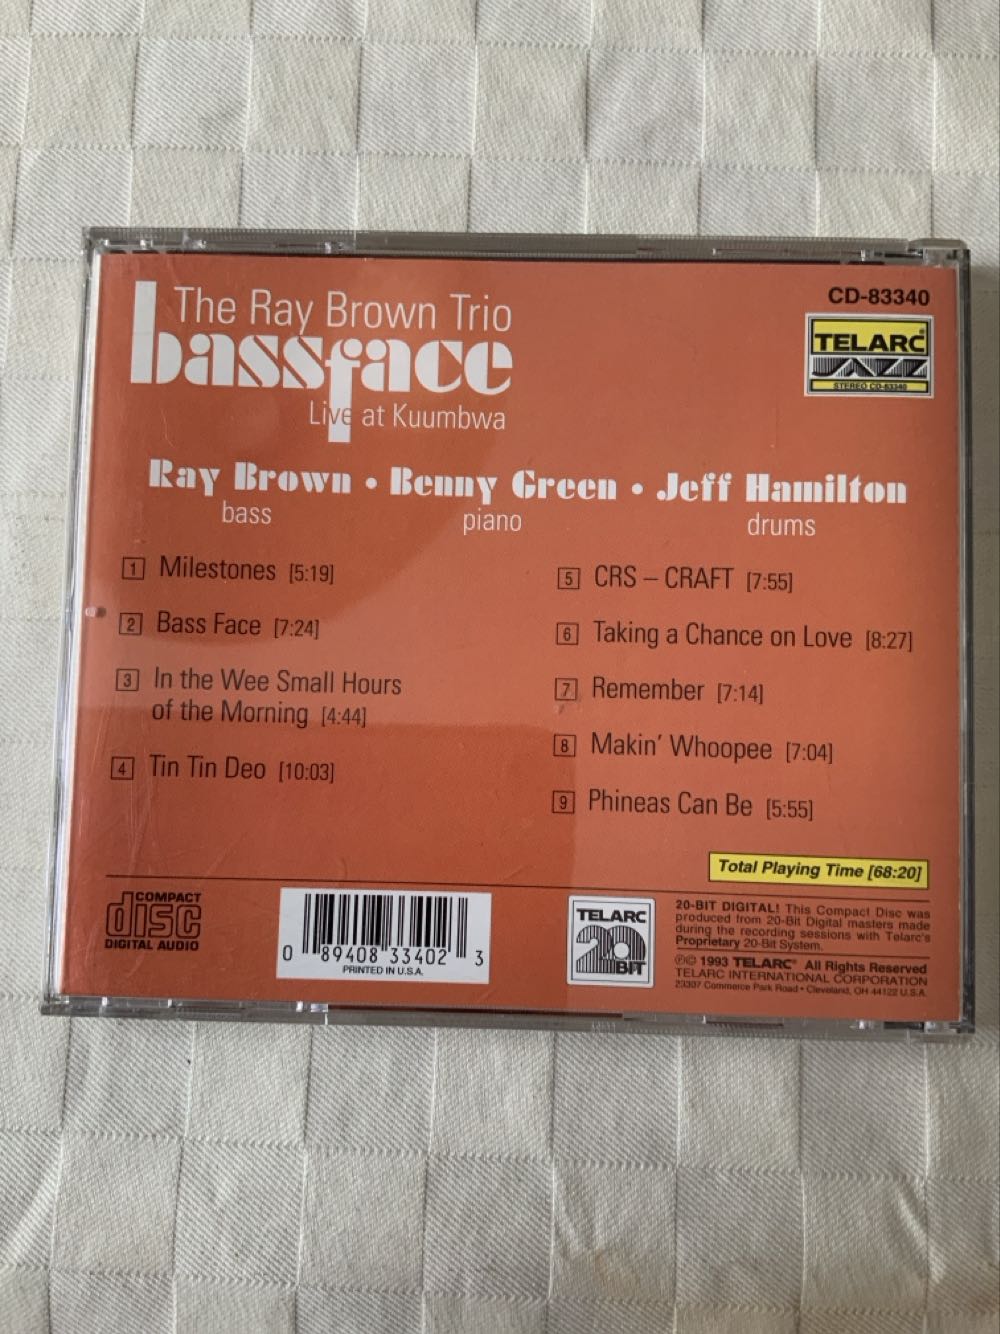 The Ray Brown Trio
bassface
Live at Kuumbwa
CD-83340
TELARC®
JAZZ
STEREO CD-83340
Ray Brown • Benny Green • Jeff Hamilton
bass piano drums
1 Milestones [5:19]
2 Bass Face [7:24]
3 In the Wee Small Hours
of the Morning [4:44]
4 Tin Tin Deo [10:03]
5 CRS – CRAFT [7:55]
6 Taking a Chance on Love [8:27]
7 Remember [7:14]
8 Makin' Whoopee [7:04]
9 Phineas Can Be [5:55]
Total Playing Time [68:20]
COMPACT
disc
DIGITAL AUDIO
0 89408 33402 3
PRINTED IN U.S.A.
TELARC
20
BIT
20-BIT DIGITAL! This Compact Disc was
produced from 20-Bit Digital masters made
during the recording sessions with Telarc's
Proprietary 20-Bit System.
℗© 1993 TELARC® All Rights Reserved
TELARC INTERNATIONAL CORPORATION
23307 Commerce Park Road • Cleveland, OH 44122 U.S.A.